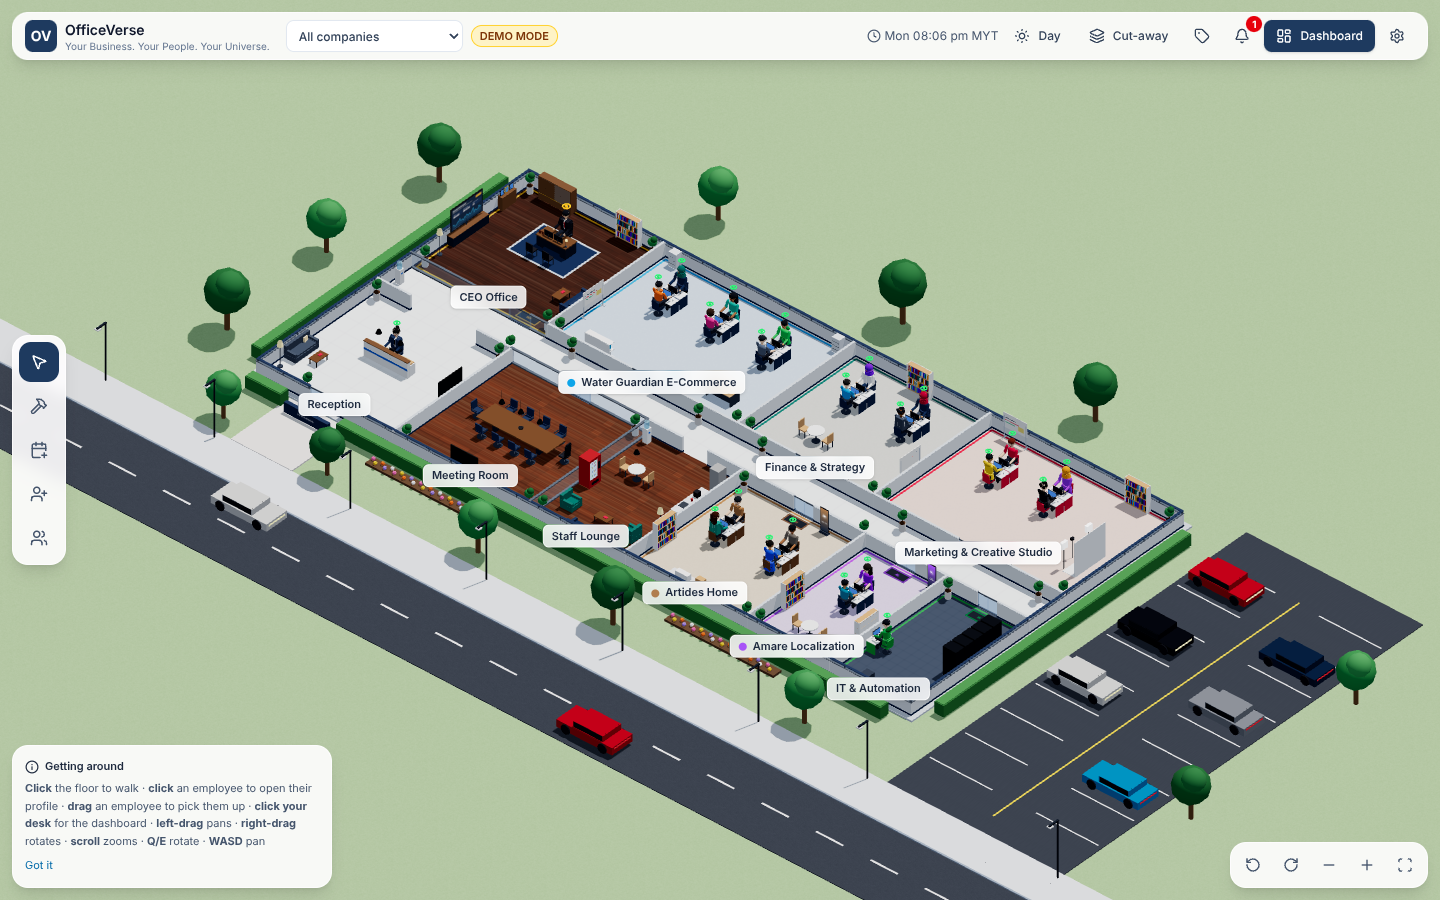 OV
OfficeVerse
Your Business. Your People. Your Universe.
All companies
DEMO MODE
Mon 08:06 pm MYT
Day
Cut-away
1
Dashboard
CEO Office
Water Guardian E-Commerce
Reception
Meeting Room
Finance & Strategy
Staff Lounge
Marketing & Creative Studio
Artides Home
Amare Localization
IT & Automation
Getting around
Click the floor to walk · click an employee to open their
profile · drag an employee to pick them up · click your
desk for the dashboard · left-drag pans · right-drag
rotates · scroll zooms · Q/E rotate · WASD pan
Got it